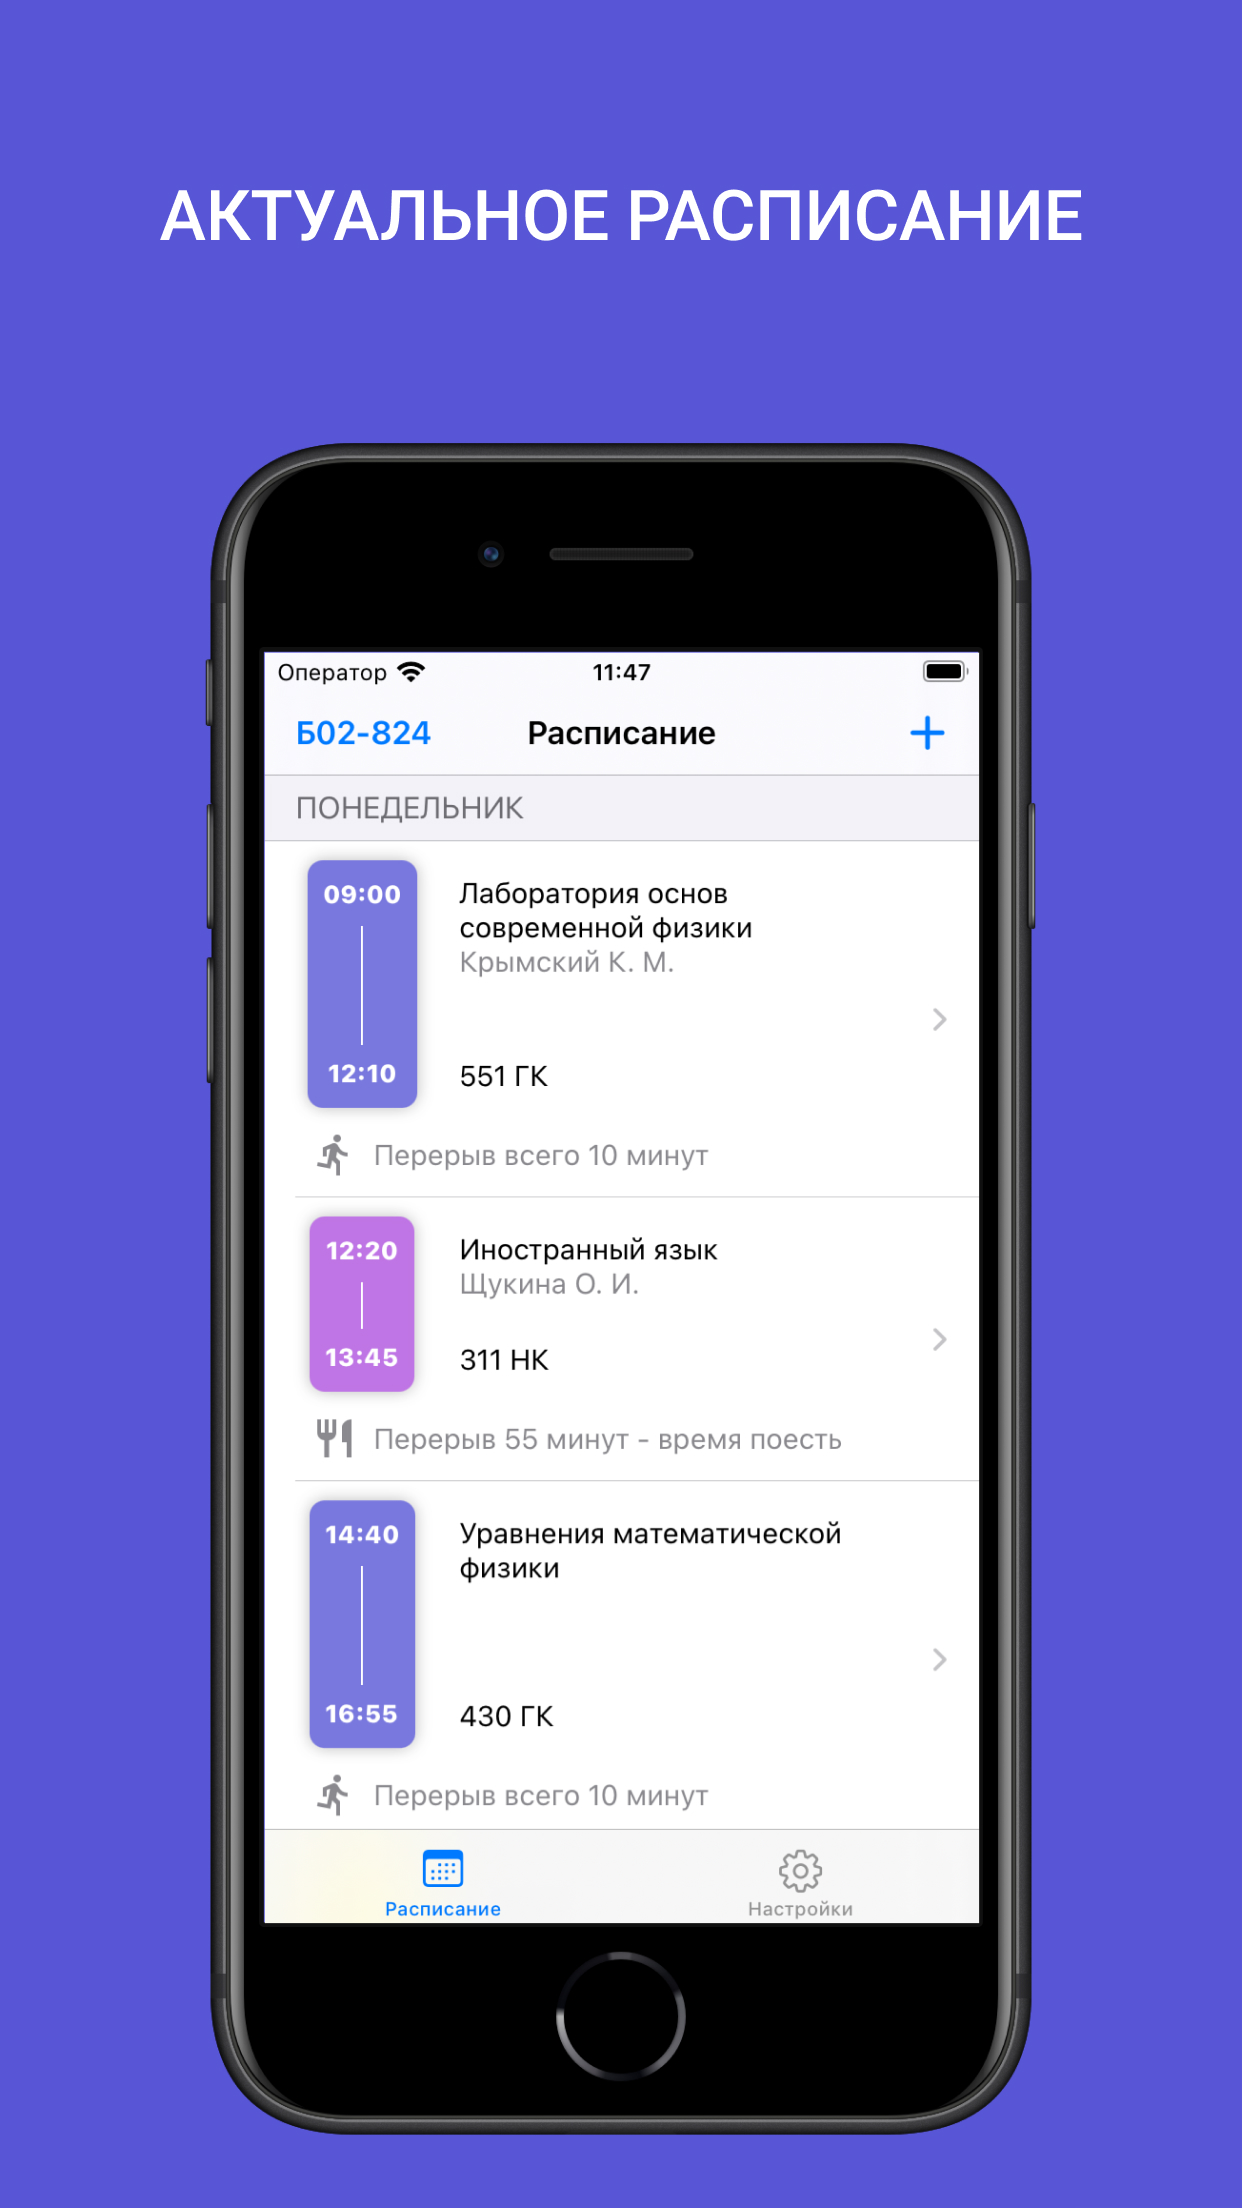 АКТУАЛЬНОЕ РАСПИСАНИЕ
Оператор 11:47
Б02-824 Расписание +
ПОНЕДЕЛЬНИК
09:00
Лаборатория основ
современной физики
Крымский К. М.
12:10
551 ГК
Перерыв всего 10 минут
12:20
Иностранный язык
Щукина О. И.
13:45
311 НК
Перерыв 55 минут - время поесть
14:40
Уравнения математической
физики
16:55
430 ГК
Перерыв всего 10 минут
Расписание
Настройки